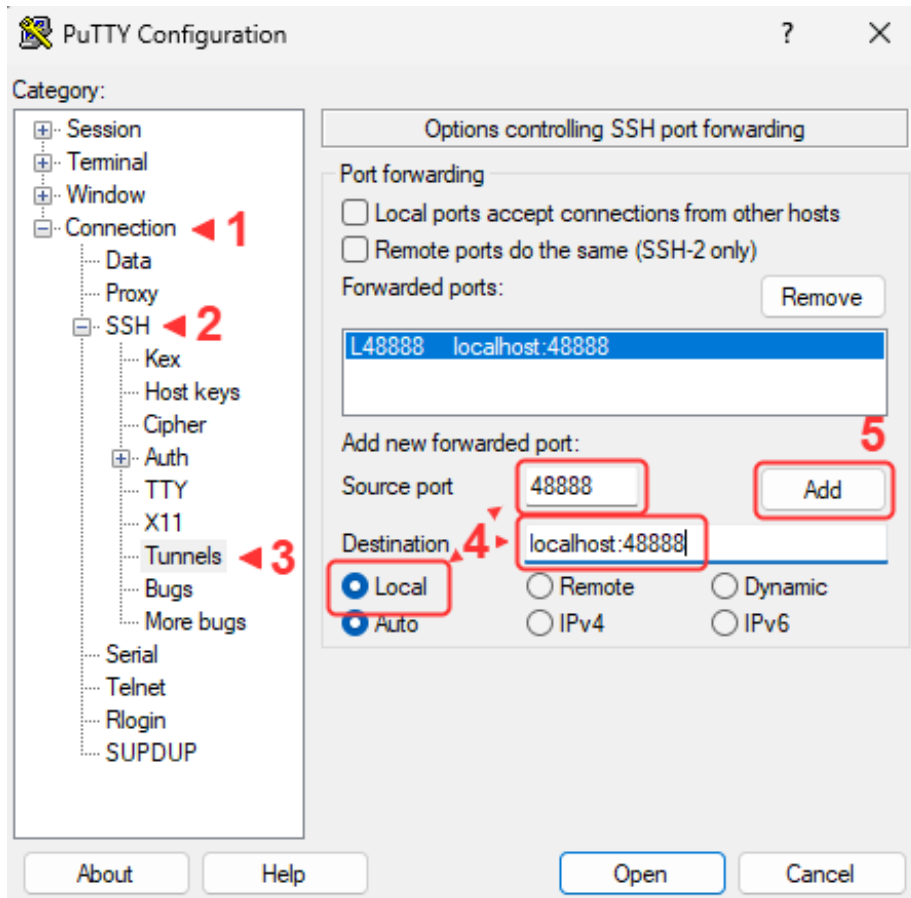 PuTTY Configuration ? ×
Category:
Session
Terminal
Window
Connection 1
Data
Proxy
SSH 2
Kex
Host keys
Cipher
Auth
TTY
X11
Tunnels 3
Bugs
More bugs
Serial
Telnet
Rlogin
SUPDUP
Options controlling SSH port forwarding
Port forwarding
Local ports accept connections from other hosts
Remote ports do the same (SSH-2 only)
Forwarded ports:
Remove
L48888 localhost:48888
Add new forwarded port:
5
Source port 48888 Add
Destination 4 localhost:48888
Local Remote Dynamic
Auto IPv4 IPv6
About Help Open Cancel